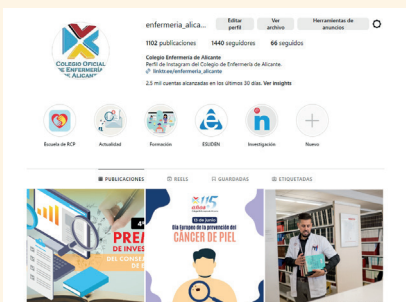 enfermeria_alica...
Editar perfil
Ver archivo
Herramientas de anuncios
1102 publicaciones 1440 seguidores 66 seguidos
Colegio Enfermería de Alicante
Perfil de Instagram del Colegio de Enfermería de Alicante.
linktr.ee/enfermeria_alicante
2,5 mil cuentas alcanzadas en los últimos 30 días. Ver insights
COLEGIO OFICIAL
DE ENFERMERÍA
DE ALICANTE
Escuela de RCP
Actualidad
Formación
ESLIDEN
Investigación
Nuevo
PUBLICACIONES
REELS
GUARDADAS
ETIQUETADAS
PREM
DE INVES
DEL CONSE
DE E
115
años
13 de junio
Día Europeo de la prevención del
CÁNCER DE PIEL